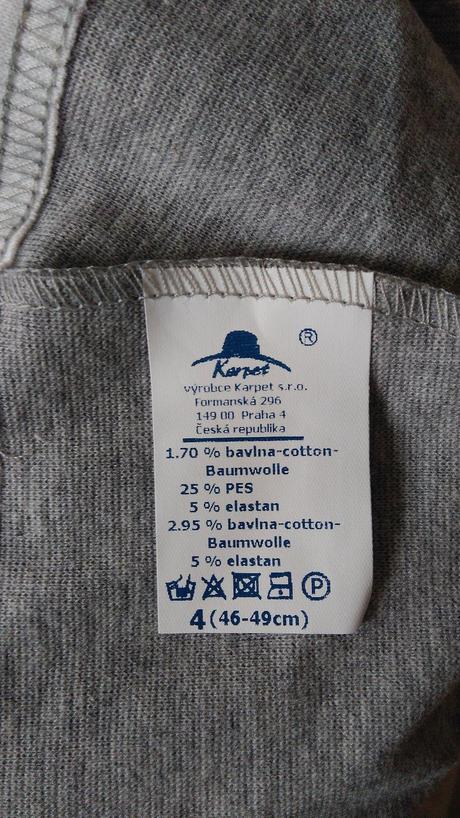 Karpet ®
výrobce Karpet s.r.o.
Formanská 296
149 00 Praha 4
Česká republika
1.70 % bavlna-cotton-
Baumwolle
25 % PES
5 % elastan
2.95 % bavlna-cotton-
Baumwolle
5 % elastan
P
4 (46-49cm)